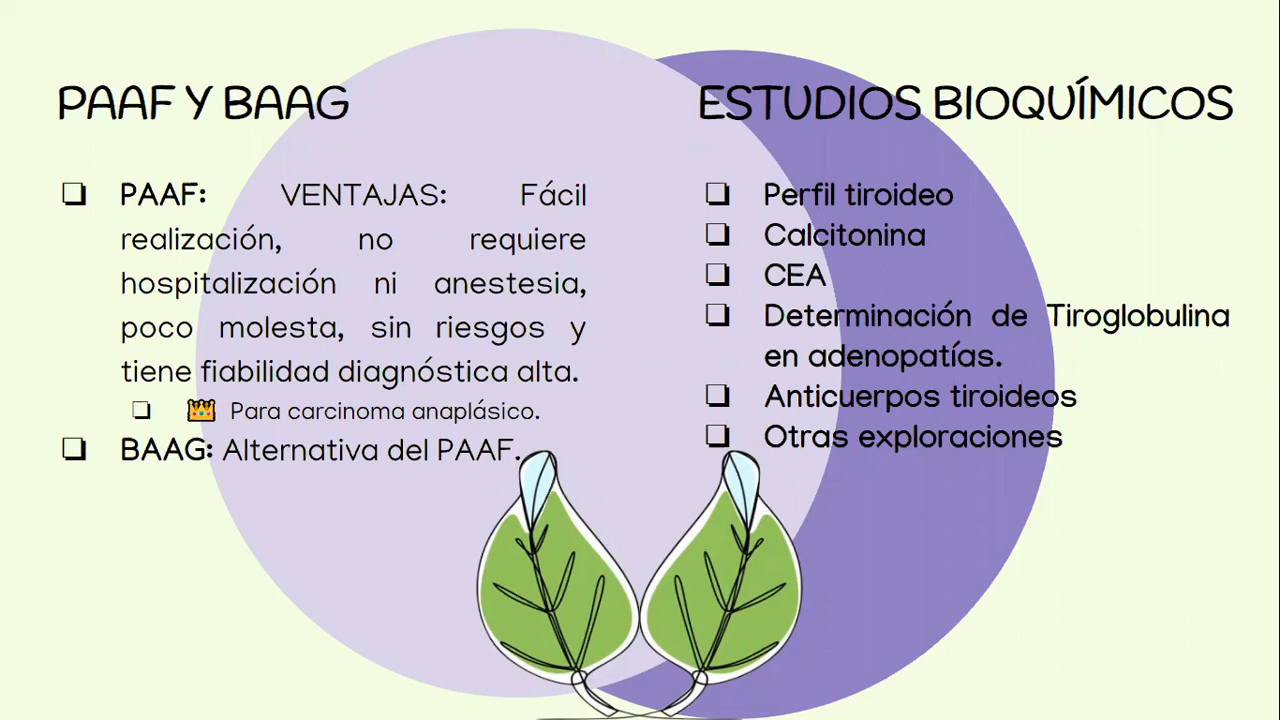 PAAF Y BAAG
PAAF: VENTAJAS: Fácil
realización, no requiere
hospitalización ni anestesia,
poco molesta, sin riesgos y
tiene fiabilidad diagnóstica alta.
Para carcinoma anaplásico.
BAAG: Alternativa del PAAF.
ESTUDIOS BIOQUÍMICOS
Perfil tiroideo
Calcitonina
CEA
Determinación de Tiroglobulina
en adenopatías.
Anticuerpos tiroideos
Otras exploraciones